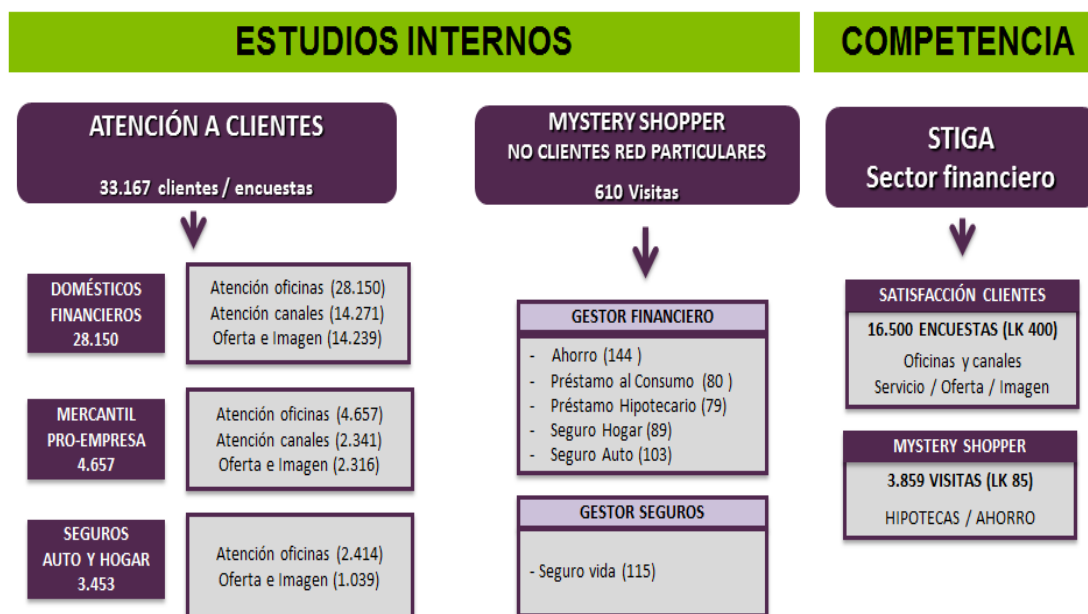 ESTUDIOS INTERNOS
COMPETENCIA
ATENCIÓN A CLIENTES
33.167 clientes / encuestas
DOMÉSTICOS
FINANCIEROS
28.150
Atención oficinas (28.150)
Atención canales (14.271)
Oferta e Imagen (14.239)
MERCANTIL
PRO-EMPRESA
4.657
Atención oficinas (4.657)
Atención canales (2.341)
Oferta e Imagen (2.316)
SEGUROS
AUTO Y HOGAR
3.453
Atención oficinas (2.414)
Oferta e Imagen (1.039)
MYSTERY SHOPPER
NO CLIENTES RED PARTICULARES
610 Visitas
GESTOR FINANCIERO
- Ahorro (144 )
- Préstamo al Consumo (80 )
- Préstamo Hipotecario (79)
- Seguro Hogar (89)
- Seguro Auto (103)
GESTOR SEGUROS
- Seguro vida (115)
STIGA
Sector financiero
SATISFACCIÓN CLIENTES
16.500 ENCUESTAS (LK 400)
Oficinas y canales
Servicio / Oferta / Imagen
MYSTERY SHOPPER
3.859 VISITAS (LK 85)
HIPOTECAS / AHORRO